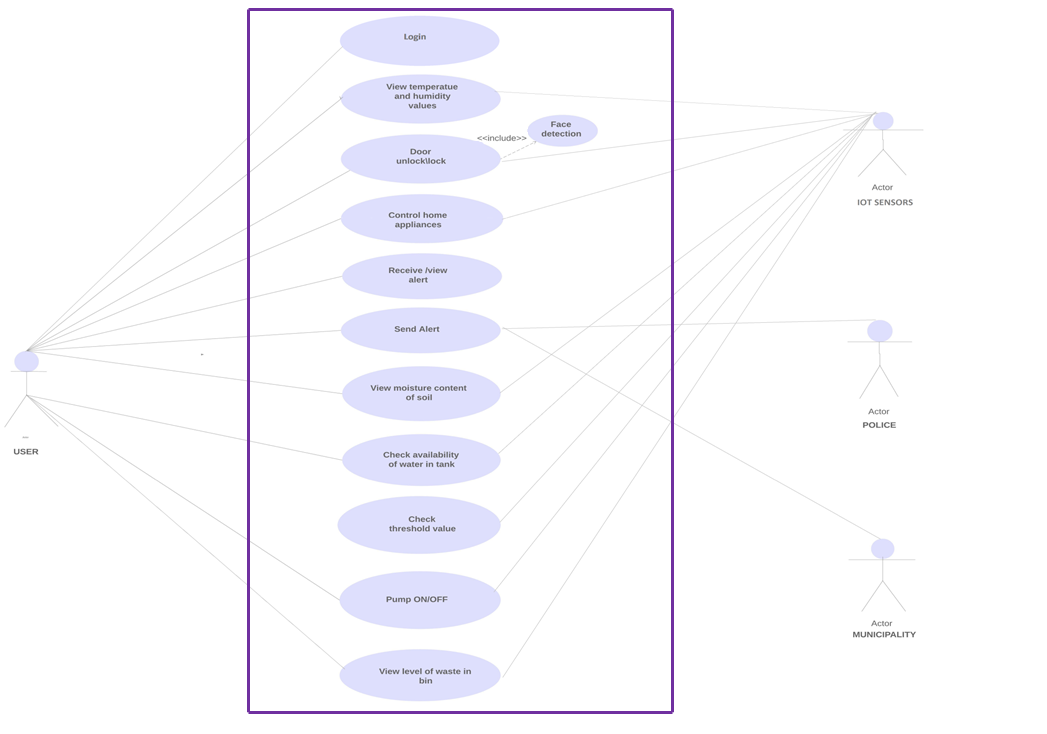 Login
View temperatue
and humidity
values
<<include>>
Face
detection
Door
unlock\lock
Control home
appliances
Receive /view
alert
Send Alert
View moisture content
of soil
Check availability
of water in tank
Check
threshold value
Pump ON/OFF
View level of waste in
bin
USER
Actor
IOT SENSORS
Actor
POLICE
Actor
MUNICIPALITY